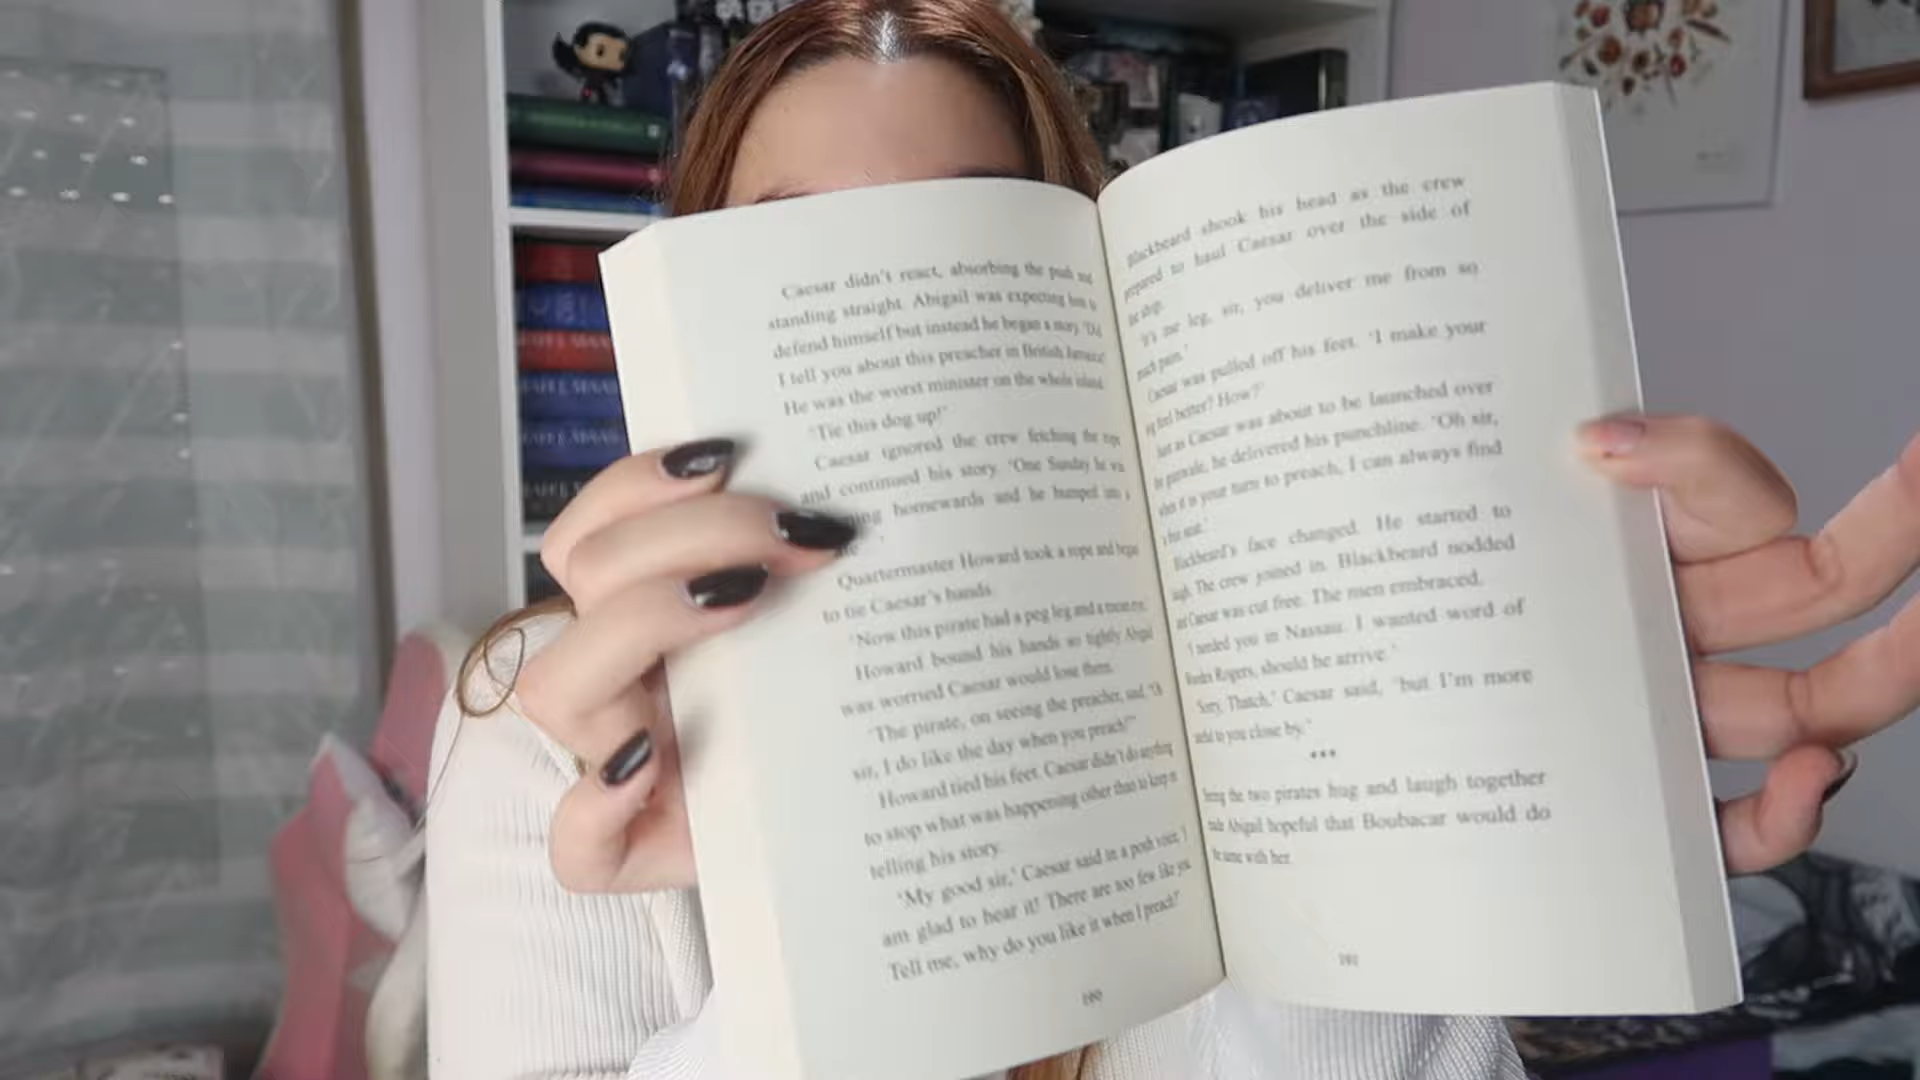 Caesar didn't react, absorbing the push and
standing straight. Abigail was expecting him to
defend himself but instead he began a story. 'Did
I tell you about this preacher in British Jamaica?
He was the worst minister on the whole island.
'Tie this dog up!'
Caesar ignored the crew fetching the rope
and continued his story. 'One Sunday he was
homewards and he bumped into a
Quartermaster Howard took a rope and began
to tie Caesar's hands.
'Now this pirate had a peg leg and a
Howard bound his hands so tightly Abigail
was worried Caesar would lose them.
'The pirate, on seeing the preacher, said, "A
sir, I do like the day when you preach!"'
Howard tied his feet. Caesar didn't do anything
to stop what was happening other than to keep on
telling his story.
'My good sir,' Caesar said in a posh voice, 'I
am glad to hear it! There are too few like you.
Tell me, why do you like it when I preach?'
190
Blackbeard shook his head as the crew
prepared to haul Caesar over the side of
the ship.
'It's me leg, sir, you deliver me from so
much pain.'
Caesar was pulled off his feet. 'I make your
leg feel better? How?'
Just as Caesar was about to be launched over
the gunwale, he delivered his punchline. 'Oh sir,
when it is your turn to preach, I can always find
a free seat.'
Blackbeard's face changed. He started to
laugh. The crew joined in. Blackbeard nodded
and Caesar was cut free. The men embraced.
'I needed you in Nassau. I wanted word of
Rogers, should he arrive.'
'Sorry, Thatch,' Caesar said, 'but I'm more
useful to you close by.'
***
Seeing the two pirates hug and laugh together
made Abigail hopeful that Boubacar would do
the same with her.
191